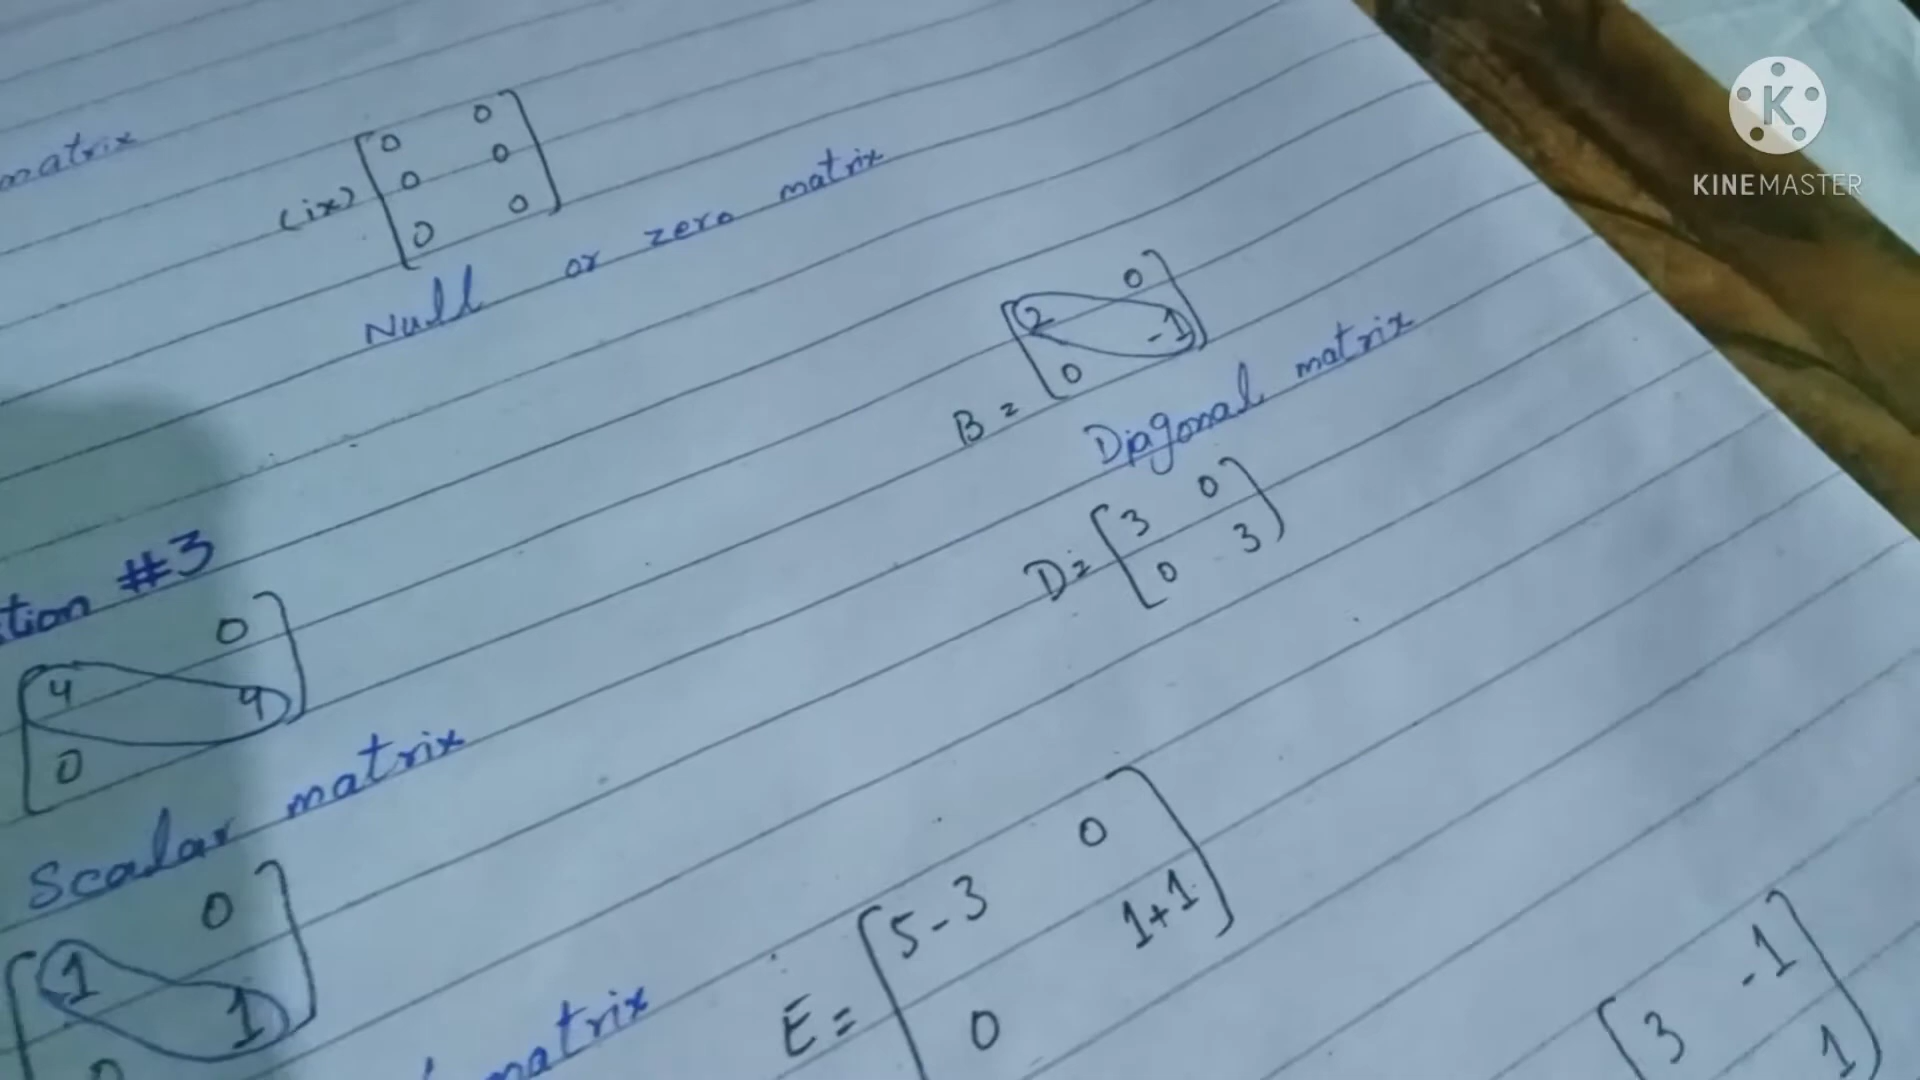 matrix
(ix) [0 0
0 0
0 0]
Null or zero matrix
B = [2 0
0 -1]
Diagonal matrix
D = [3 0
0 3]
tion #3
[4 0
0 4]
Scalar matrix
[1 0
0 1]
matrix
E = [5-3 0
0 1+1]
[3 -1
1]
KINEMASTER